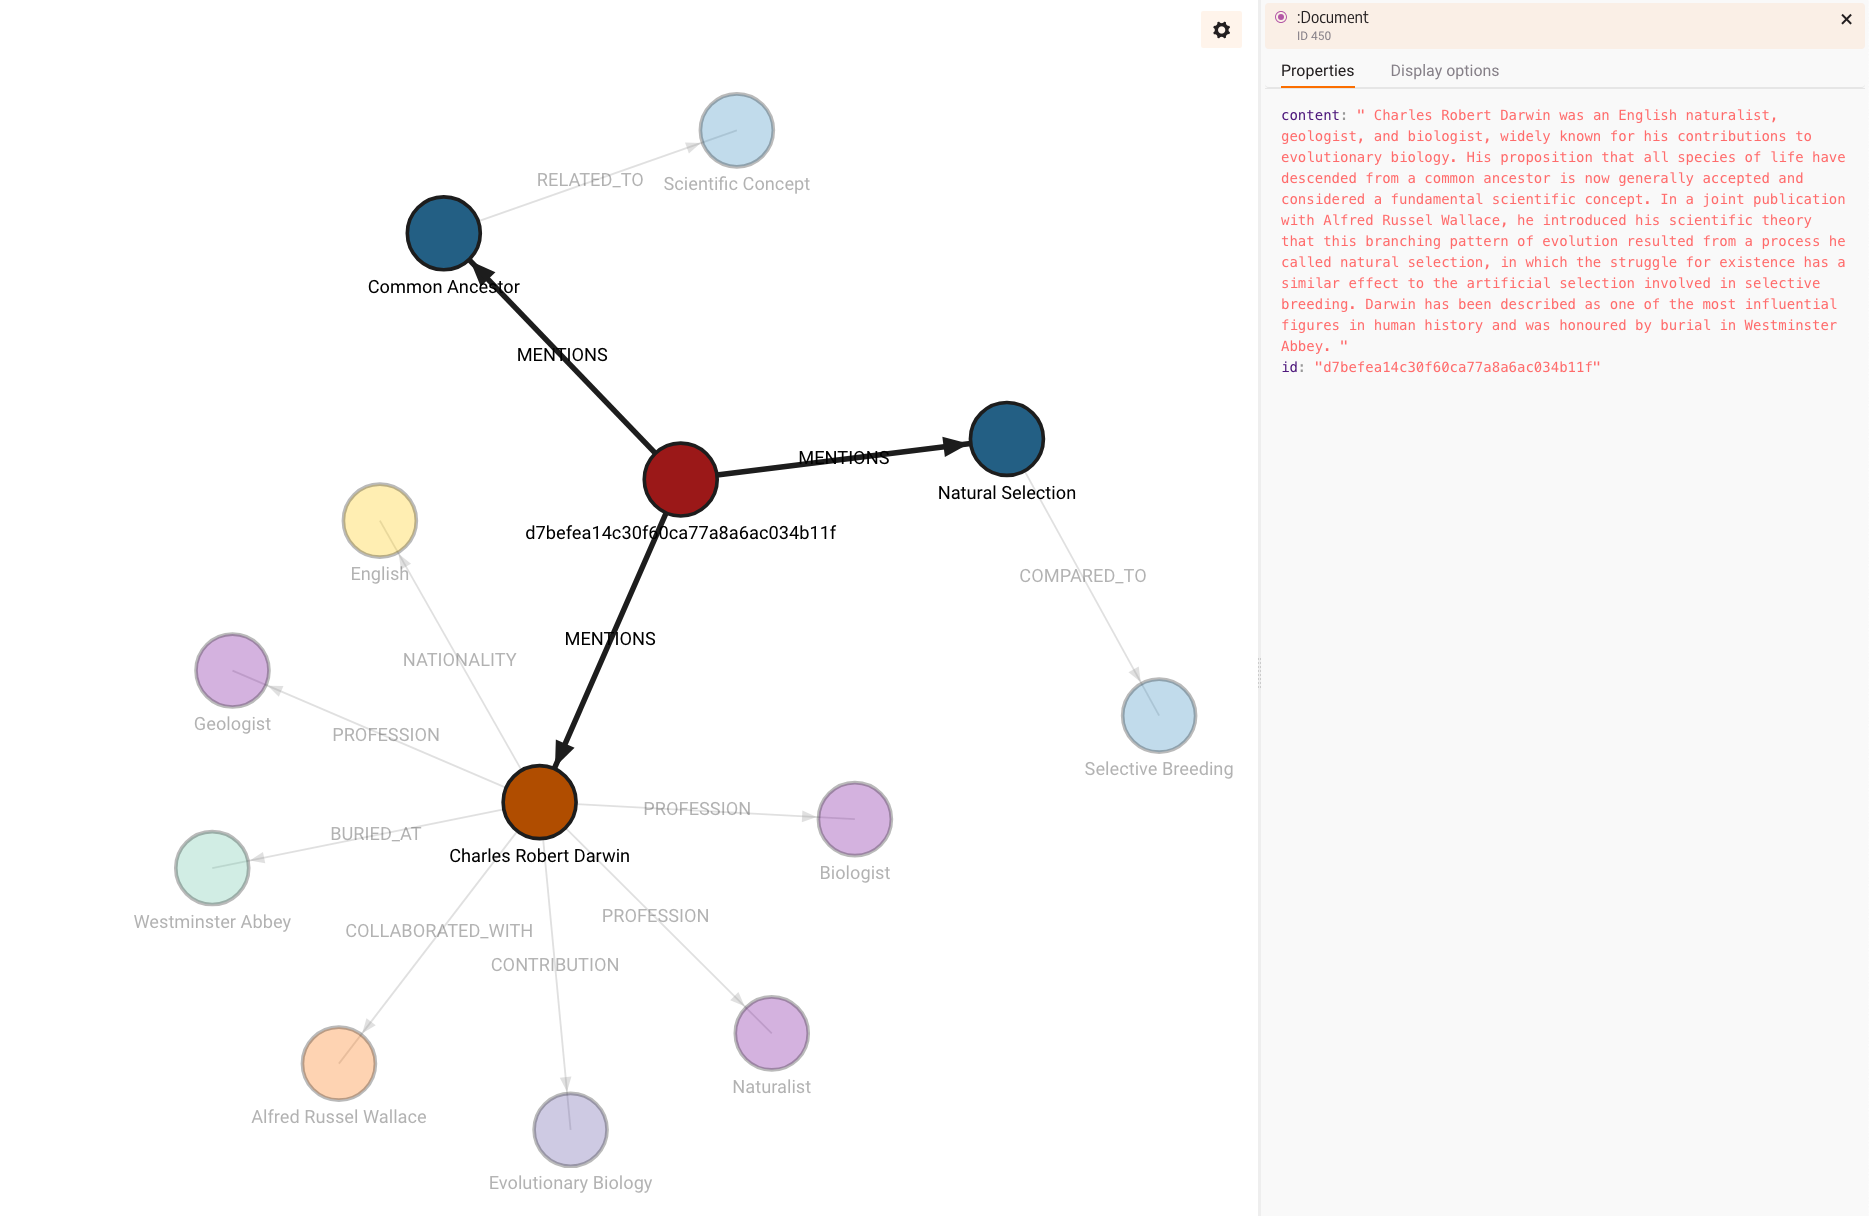 RELATED_TO
Scientific Concept
Common Ancestor
MENTIONS
MENTIONS
Natural Selection
d7befea14c30f60ca77a8a6ac034b11f
English
COMPARED_TO
MENTIONS
NATIONALITY
Geologist
PROFESSION
Selective Breeding
PROFESSION
BURIED_AT
Charles Robert Darwin
Biologist
Westminster Abbey
PROFESSION
COLLABORATED_WITH
CONTRIBUTION
Naturalist
Alfred Russel Wallace
Evolutionary Biology
:Document
ID 450
Properties
Display options
content: " Charles Robert Darwin was an English naturalist,
geologist, and biologist, widely known for his contributions to
evolutionary biology. His proposition that all species of life have
descended from a common ancestor is now generally accepted and
considered a fundamental scientific concept. In a joint publication
with Alfred Russel Wallace, he introduced his scientific theory
that this branching pattern of evolution resulted from a process he
called natural selection, in which the struggle for existence has a
similar effect to the artificial selection involved in selective
breeding. Darwin has been described as one of the most influential
figures in human history and was honoured by burial in Westminster
Abbey. "
id: "d7befea14c30f60ca77a8a6ac034b11f"